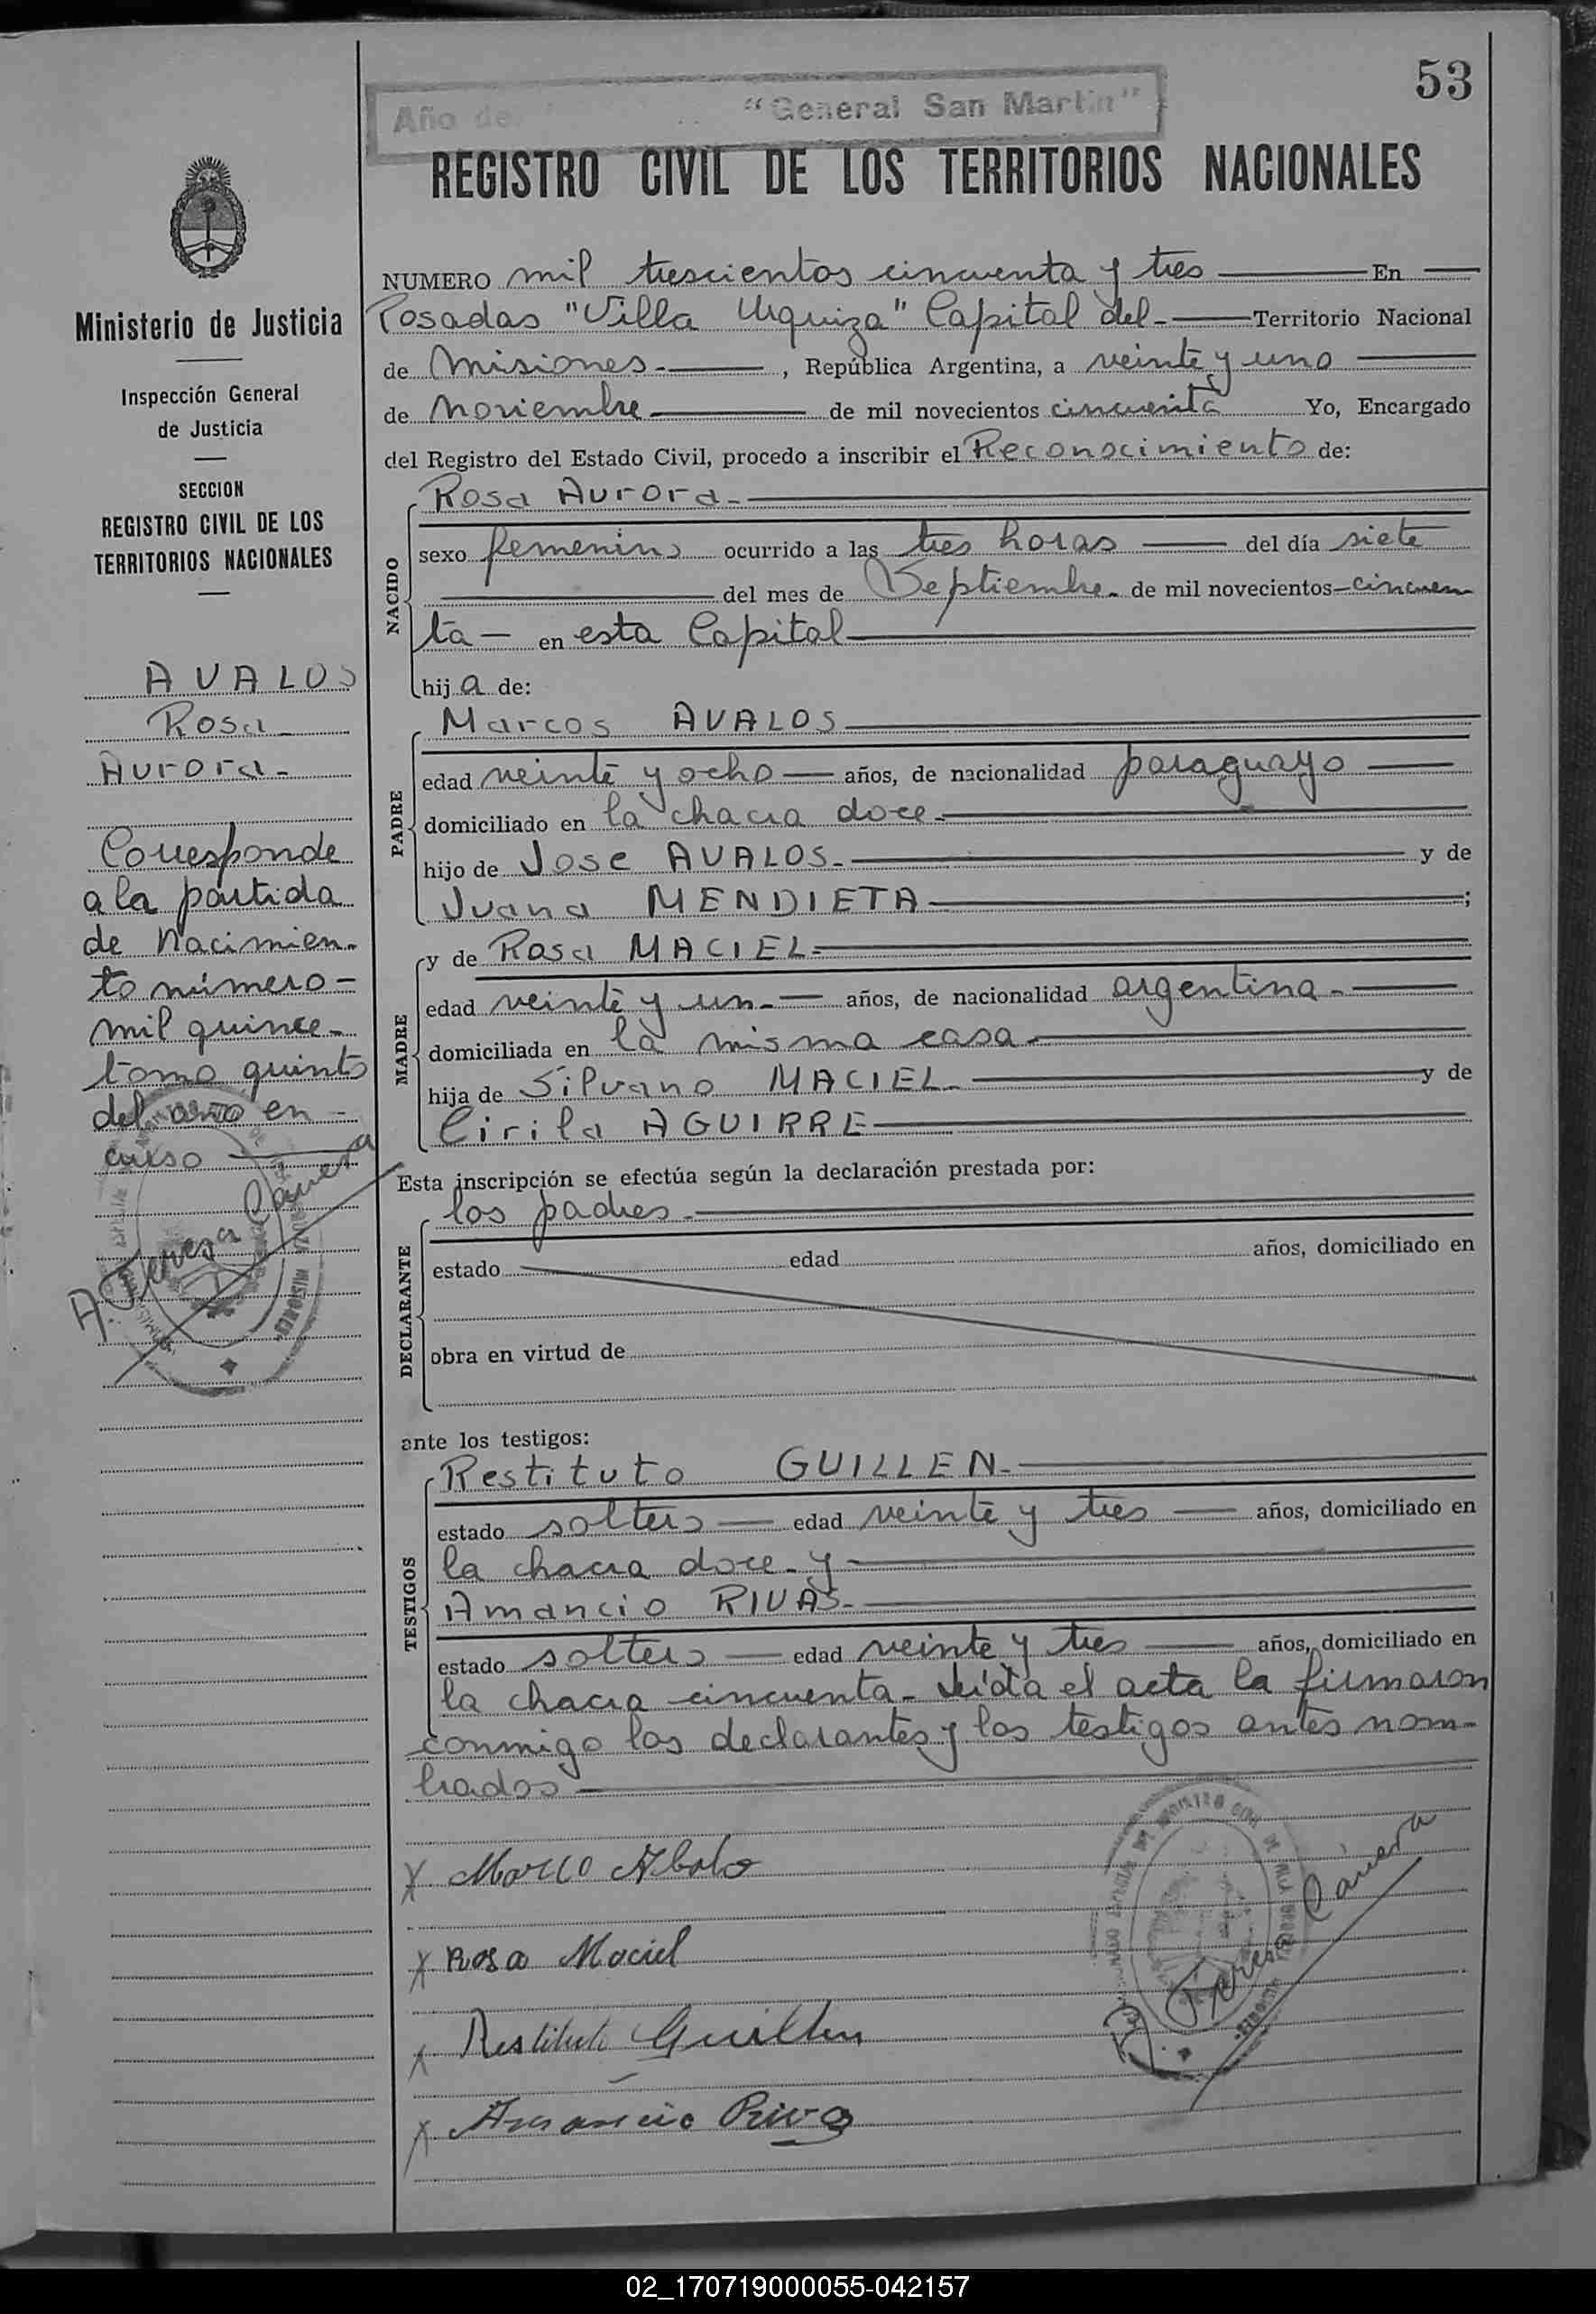 53
Año de "General San Martin"
REGISTRO CIVIL DE LOS TERRITORIOS NACIONALES
Ministerio de Justicia
Inspección General
de Justicia
SECCION
REGISTRO CIVIL DE LOS
TERRITORIOS NACIONALES
AVALOS
Rosa
Aurora-
Corresponde
a la partida
de Nacimien-
to número-
mil quince-
tomo quinto
del año en-
curso
A. Teresa Cavera
NUMERO mil trescientos cincuenta y tres En
Posadas "Villa Urquiza" Capital del- Territorio Nacional
de Misiones- , República Argentina, a veinte y uno
de Noviembre de mil novecientos cincuenta Yo, Encargado
del Registro del Estado Civil, procedo a inscribir el Reconocimiento de:
NACIDO
Rosa Aurora-
sexo femenino ocurrido a las tres horas del día siete
del mes de Septiembre- de mil novecientos cincuen
ta- en esta Capital
hij a de:
PADRE
Marcos AVALOS
edad veinte y ocho años, de nacionalidad paraguayo
domiciliado en la chacra doce-
hijo de Jose AVALOS- y de
Juana MENDIETA ;
MADRE
y de Rosa MACIEL-
edad veinte y un- años, de nacionalidad argentina-
domiciliada en la misma casa-
hija de Silvano MACIEL- y de
Cirila AGUIRRE
Esta inscripción se efectúa según la declaración prestada por:
DECLARANTE
los padres-
estado edad años, domiciliado en
obra en virtud de
ante los testigos:
TESTIGOS
Restituto GUILLEN-
estado soltero edad veinte y tres años, domiciliado en
la chacra doce- y
Amancio RIVAS-
estado soltero edad veinte y tres años, domiciliado en
la chacra cincuenta- Leída el acta la firmaron
conmigo los declarantes y los testigos antes nom-
brados
X Marco Abalo
X Rosa Maciel
X Restituto Guillen
X Amancio Rivas
A. Teresa Cavera
02_170719000055-042157